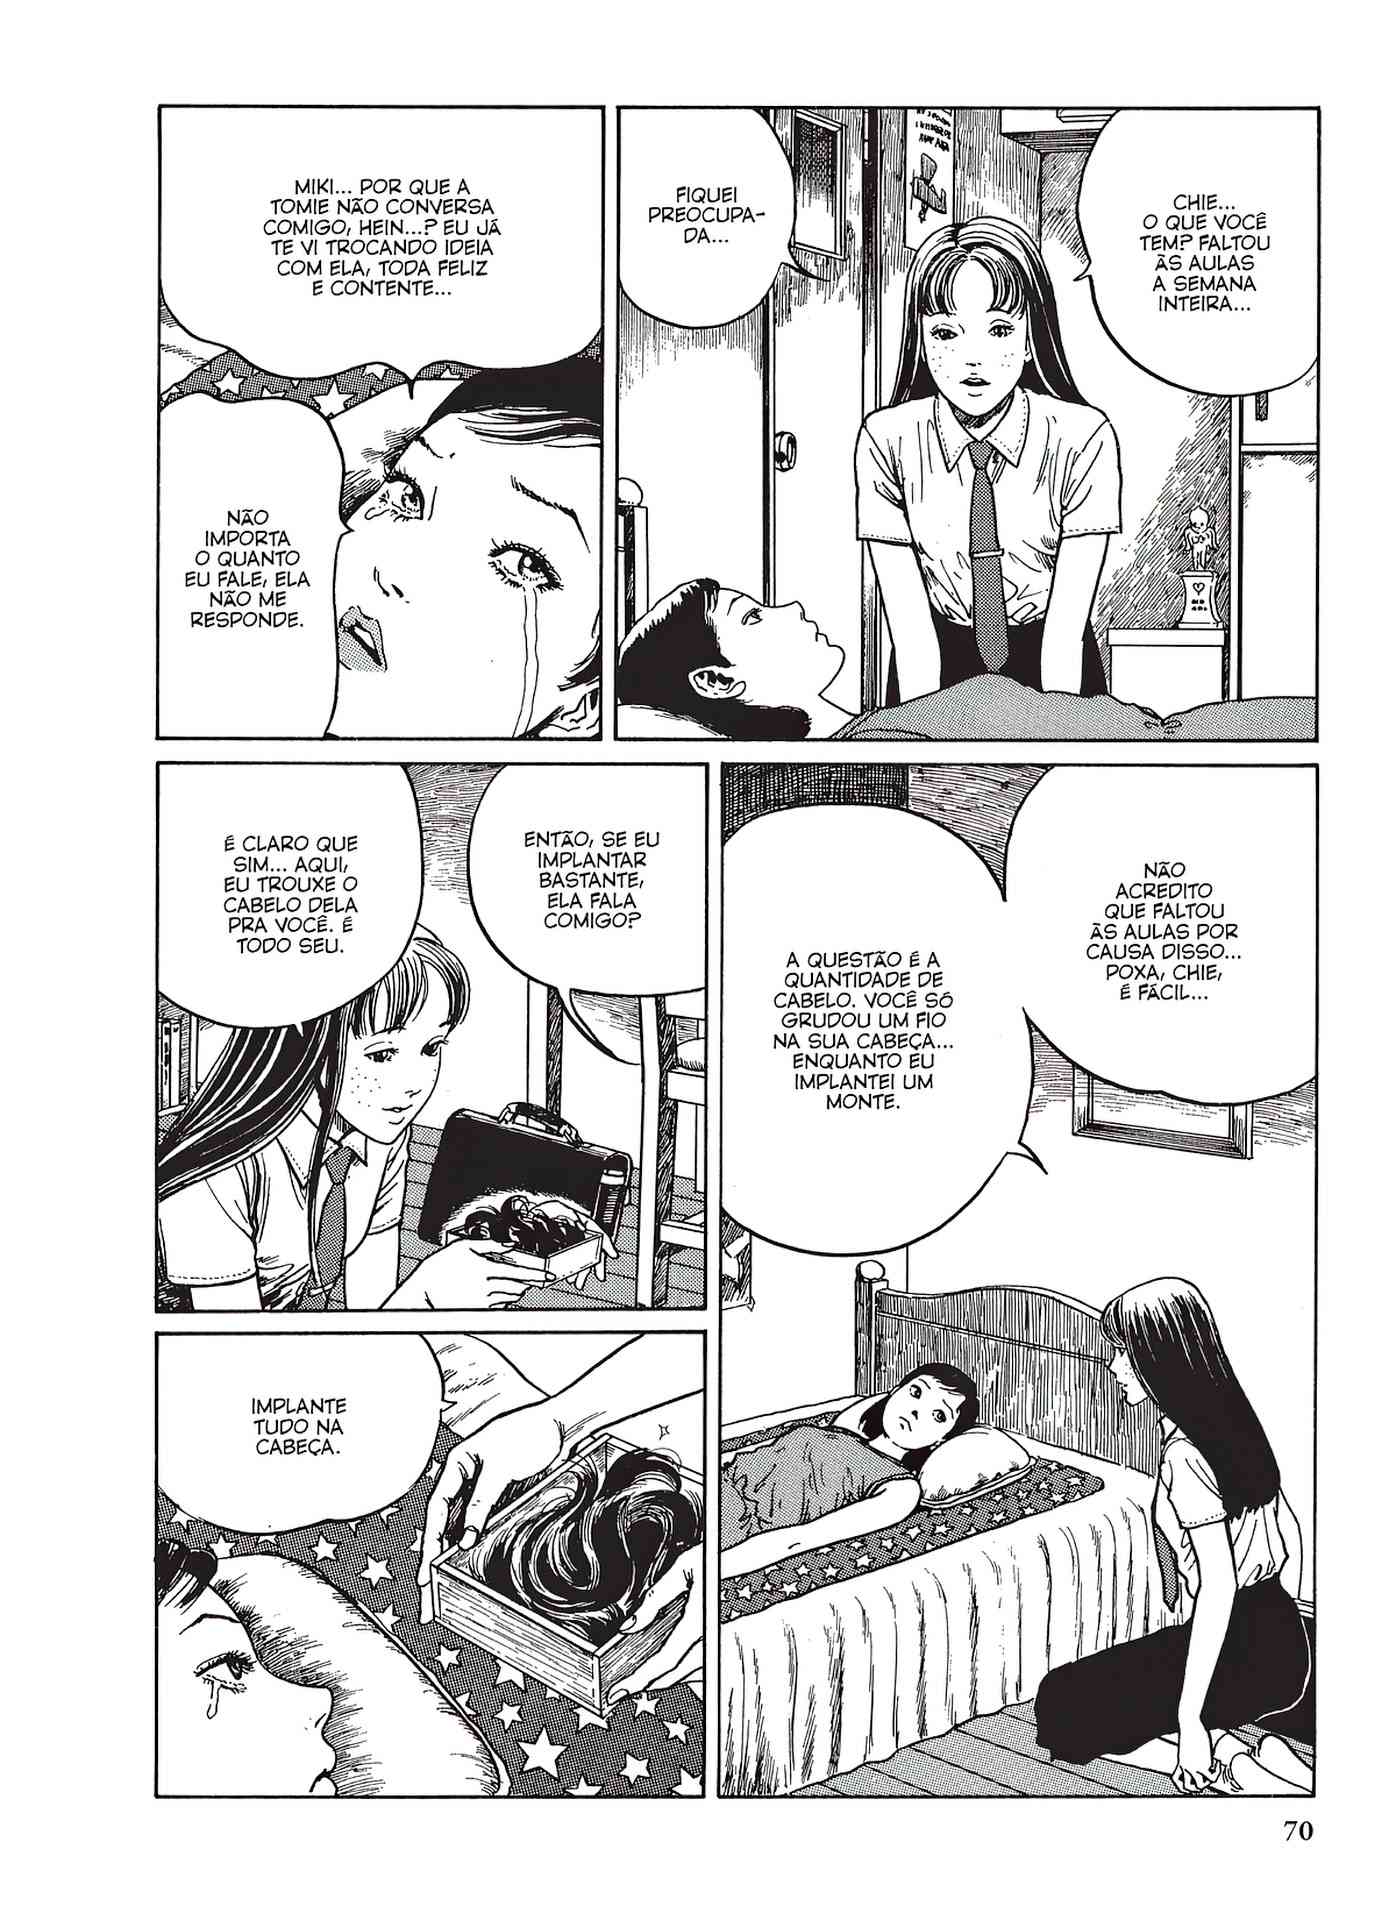 CHIE...
O QUE VOCÊ
TEM? FALTOU
ÀS AULAS
A SEMANA
INTEIRA...
FIQUEI
PREOCUPA-
DA...
MIKI... POR QUE A
TOMIE NÃO CONVERSA
COMIGO, HEIN...? EU JÁ
TE VI TROCANDO IDEIA
COM ELA, TODA FELIZ
E CONTENTE...
NÃO
IMPORTA
O QUANTO
EU FALE, ELA
NÃO ME
RESPONDE.
NÃO
ACREDITO
QUE FALTOU
ÀS AULAS POR
CAUSA DISSO...
POXA, CHIE,
É FÁCIL...
A QUESTÃO É A
QUANTIDADE DE
CABELO. VOCÊ SÓ
GRUDOU UM FIO
NA SUA CABEÇA...
ENQUANTO EU
IMPLANTEI UM
MONTE.
ENTÃO, SE EU
IMPLANTAR
BASTANTE,
ELA FALA
COMIGO?
É CLARO QUE
SIM... AQUI,
EU TROUXE O
CABELO DELA
PRA VOCÊ. É
TODO SEU.
IMPLANTE
TUDO NA
CABEÇA.
70